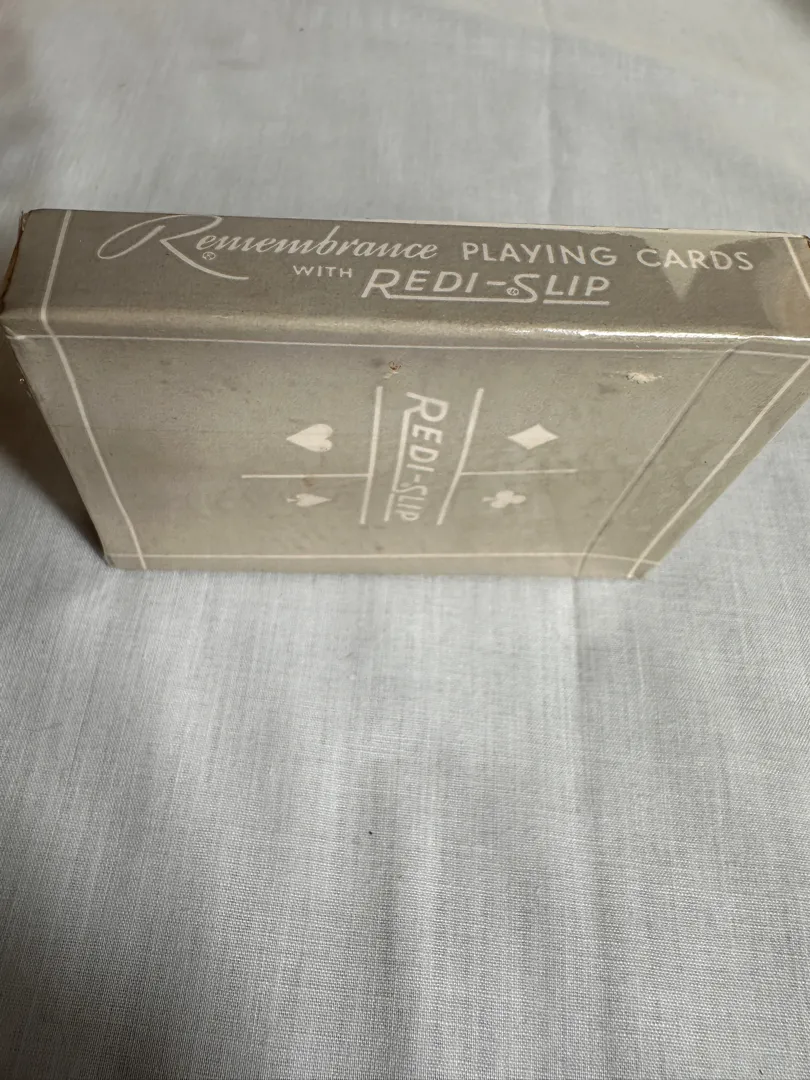 Remembrance® PLAYING CARDS
WITH REDI-SLIP®
REDI-SLIP